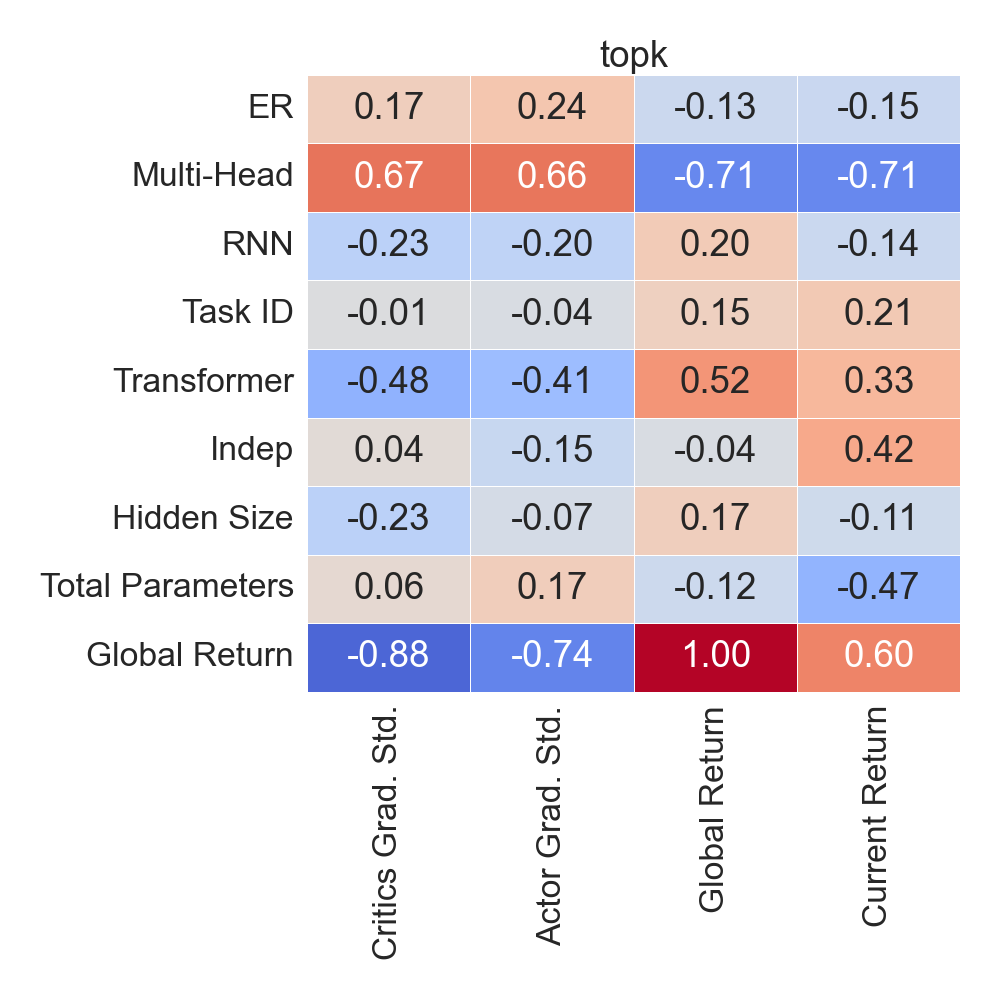 topk
ER 0.17 0.24 -0.13 -0.15
Multi-Head 0.67 0.66 -0.71 -0.71
RNN -0.23 -0.20 0.20 -0.14
Task ID -0.01 -0.04 0.15 0.21
Transformer -0.48 -0.41 0.52 0.33
Indep 0.04 -0.15 -0.04 0.42
Hidden Size -0.23 -0.07 0.17 -0.11
Total Parameters 0.06 0.17 -0.12 -0.47
Global Return -0.88 -0.74 1.00 0.60
Critics Grad. Std.
Actor Grad. Std.
Global Return
Current Return